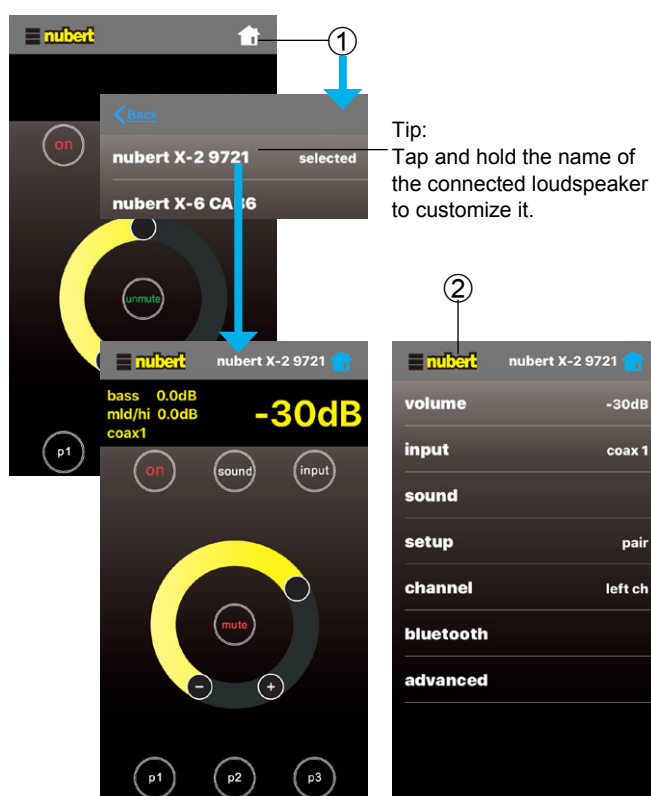 nubert
1
Back
on
nubert X-2 9721 selected
nubert X-6 CA
Tip:
Tap and hold the name of
the connected loudspeaker
to customize it.
unmute
p1
nubert nubert X-2 9721
bass 0.0dB
mld/hi 0.0dB
coax1
-30dB
on sound input
mute
- +
p1 p2 p3
2
nubert nubert X-2 9721
volume -30dB
input coax 1
sound
setup pair
channel left ch
bluetooth
advanced